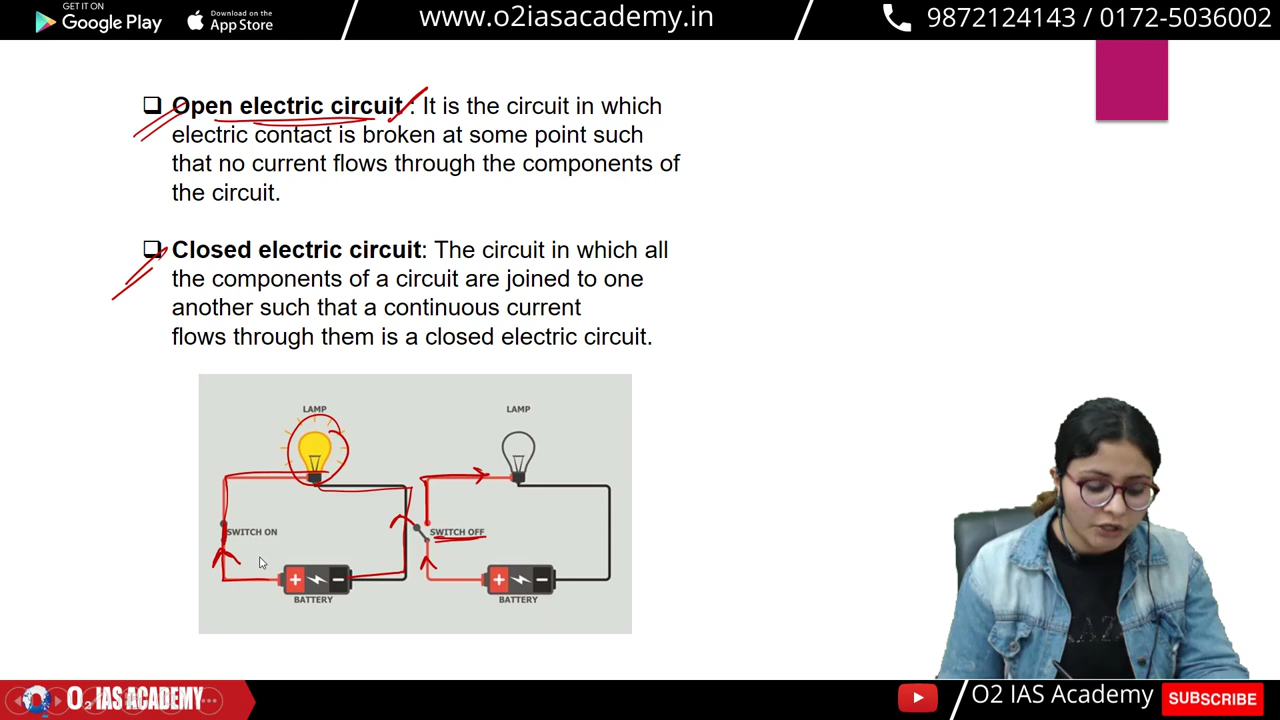 GET IT ON
Google Play
Download on the
App Store
www.o2iasacademy.in
9872124143 / 0172-5036002
Open electric circuit : It is the circuit in which
electric contact is broken at some point such
that no current flows through the components of
the circuit.
Closed electric circuit: The circuit in which all
the components of a circuit are joined to one
another such that a continuous current
flows through them is a closed electric circuit.
LAMP
LAMP
SWITCH ON
SWITCH OFF
+
−
+
−
BATTERY
BATTERY
O2 IAS ACADEMY
O2 IAS Academy
SUBSCRIBE